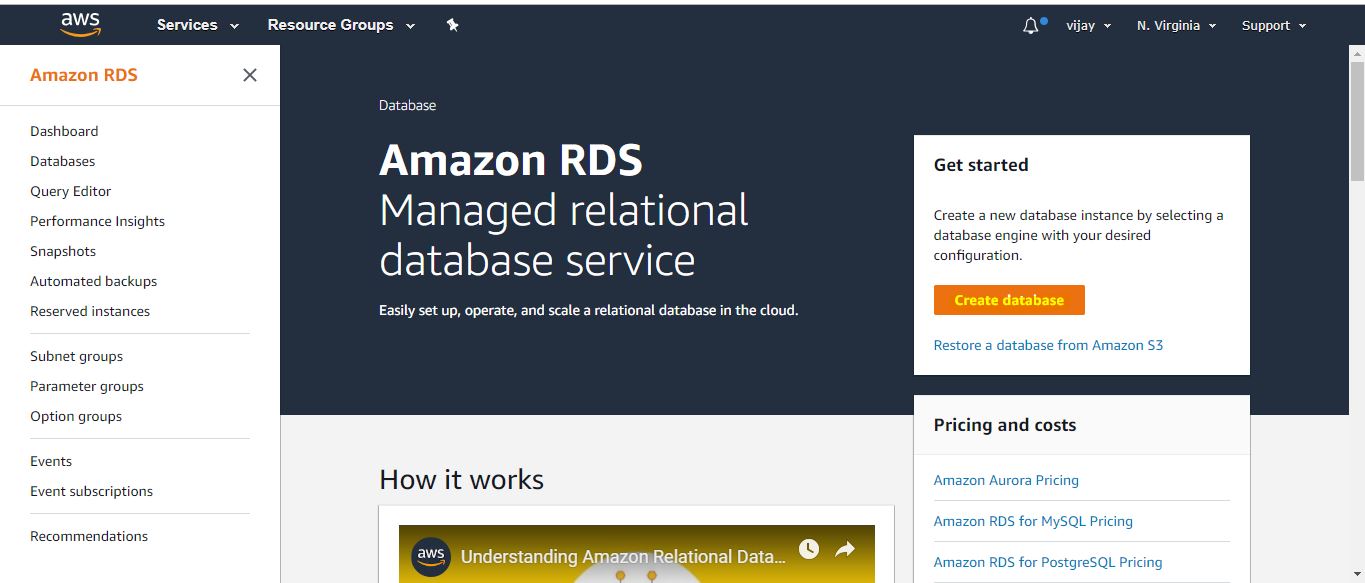 aws
Services
Resource Groups
vijay
N. Virginia
Support
Amazon RDS
Dashboard
Databases
Query Editor
Performance Insights
Snapshots
Automated backups
Reserved instances
Subnet groups
Parameter groups
Option groups
Events
Event subscriptions
Recommendations
Database
Amazon RDS
Managed relational
database service
Easily set up, operate, and scale a relational database in the cloud.
Get started
Create a new database instance by selecting a
database engine with your desired
configuration.
Create database
Restore a database from Amazon S3
Pricing and costs
Amazon Aurora Pricing
Amazon RDS for MySQL Pricing
Amazon RDS for PostgreSQL Pricing
How it works
aws
Understanding Amazon Relational Data...